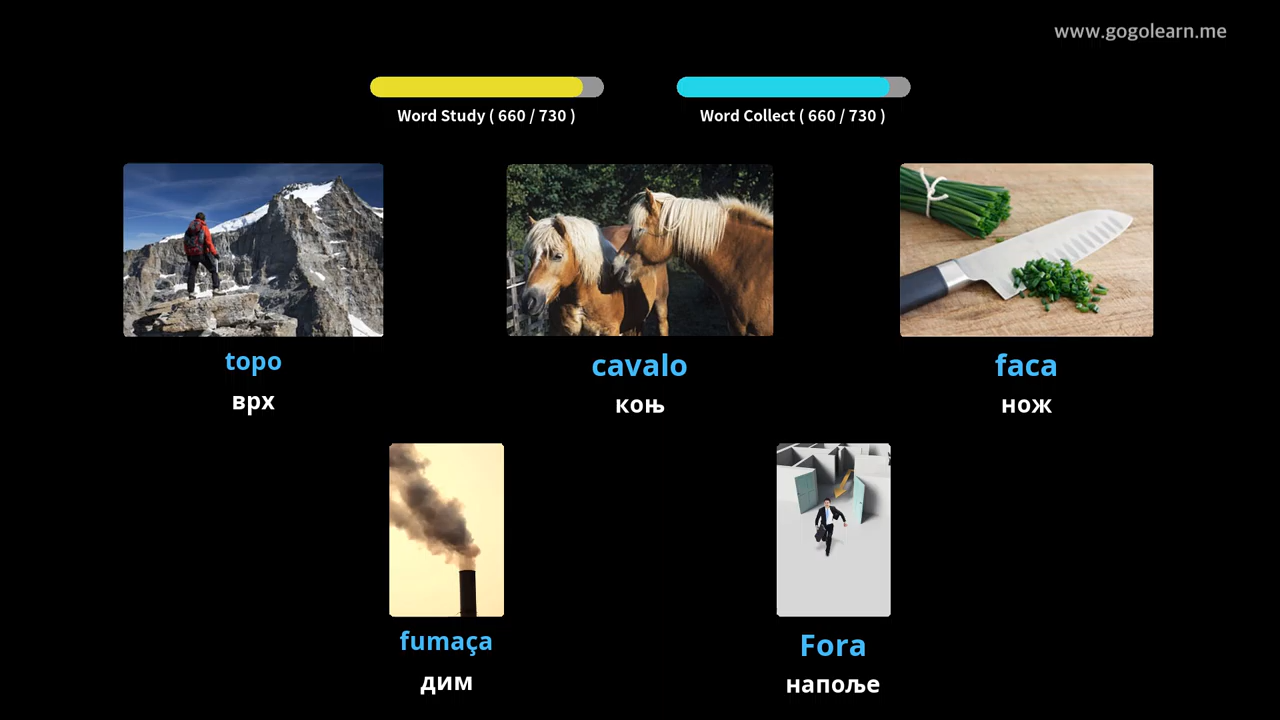 www.gogolearn.me
Word Study ( 660 / 730 )
Word Collect ( 660 / 730 )
topo
врх
cavalo
коњ
faca
нож
fumaça
дим
Fora
напоље